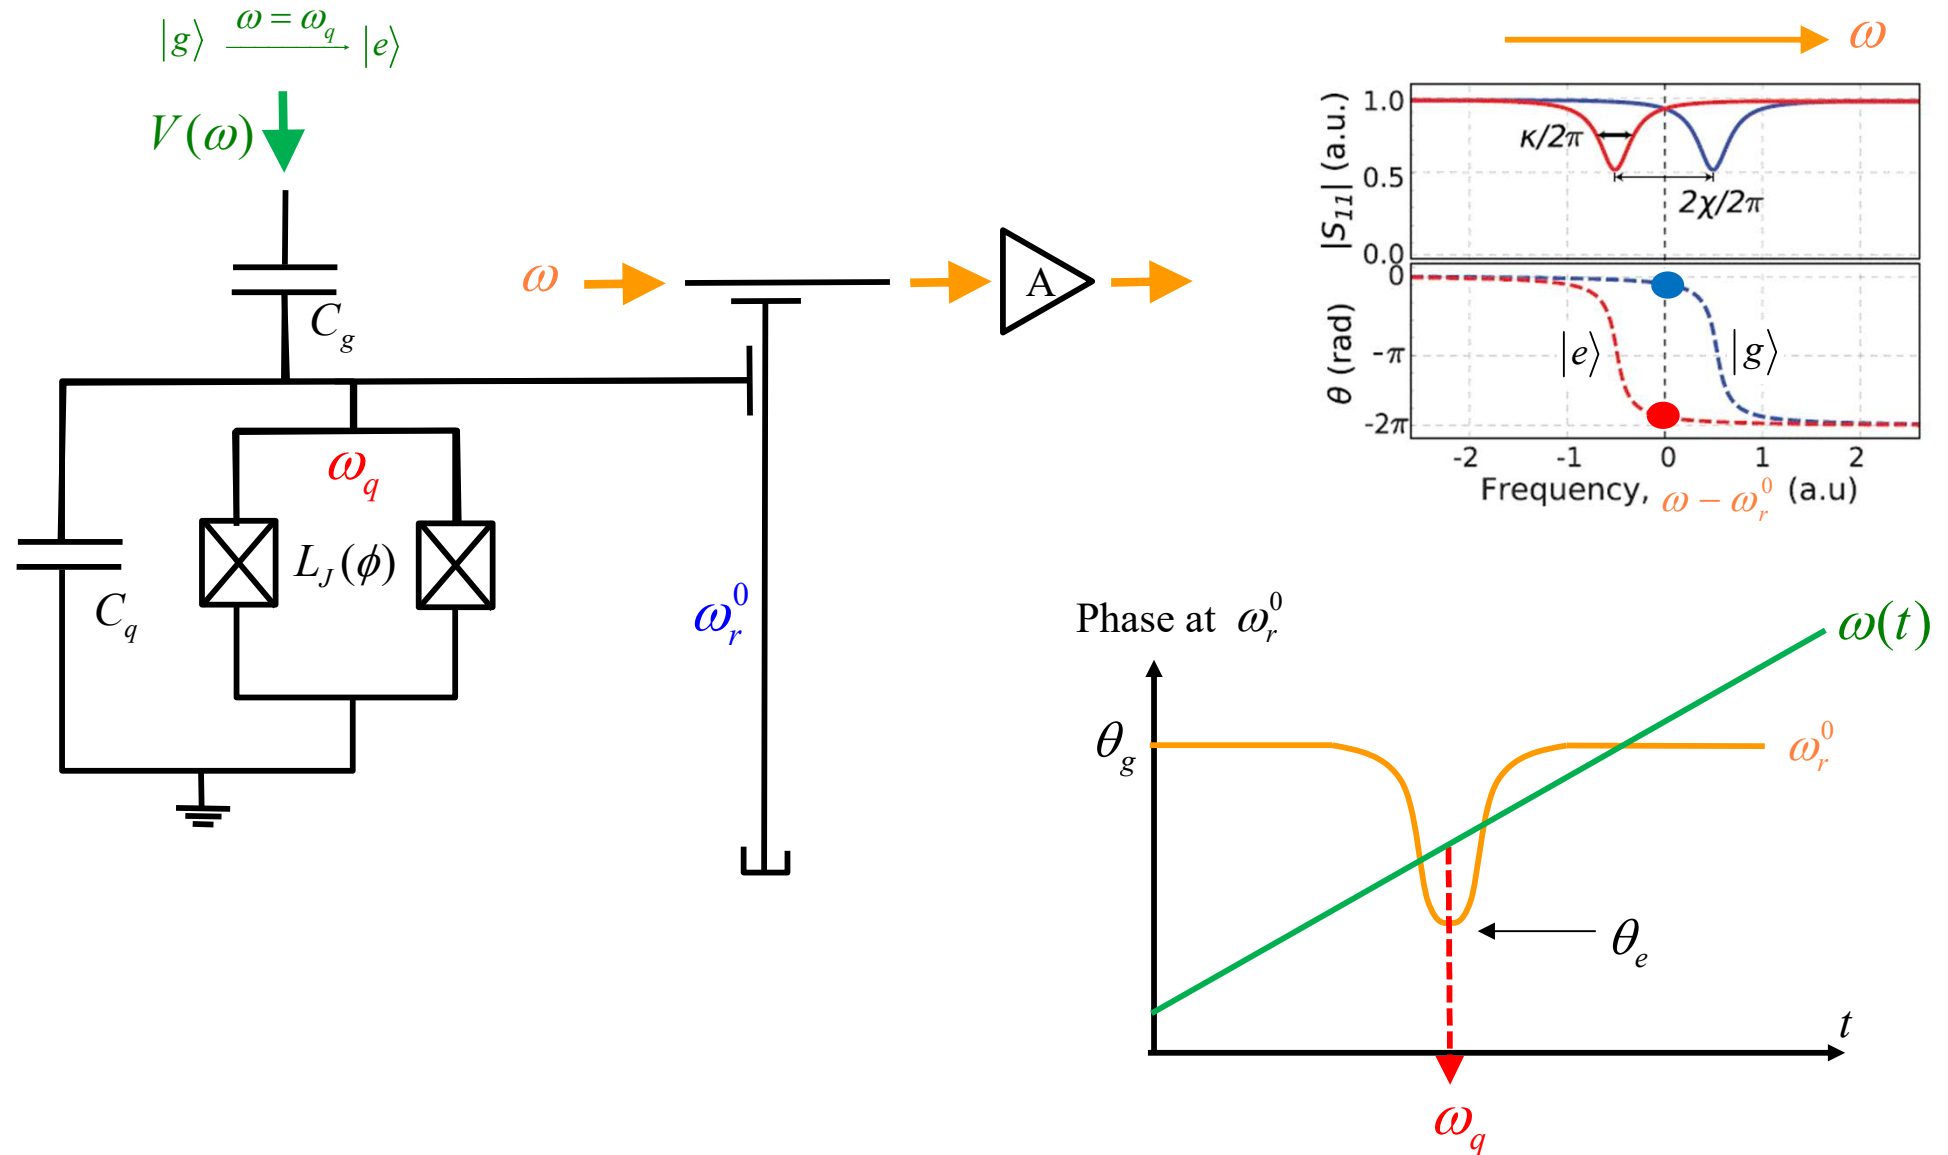 |g⟩ ω = ω_q → |e⟩
V(ω)
C_g
ω
A
ω_q
L_J(ϕ)
C_q
ω_r^0
ω
1.0
0.5
0.0
|S_11| (a.u.)
κ/2π
2χ/2π
0
-π
-2π
θ (rad)
|e⟩
|g⟩
-2 -1 0 1 2
Frequency, ω − ω_r^0 (a.u)
Phase at ω_r^0
ω(t)
θ_g
ω_r^0
θ_e
t
ω_q